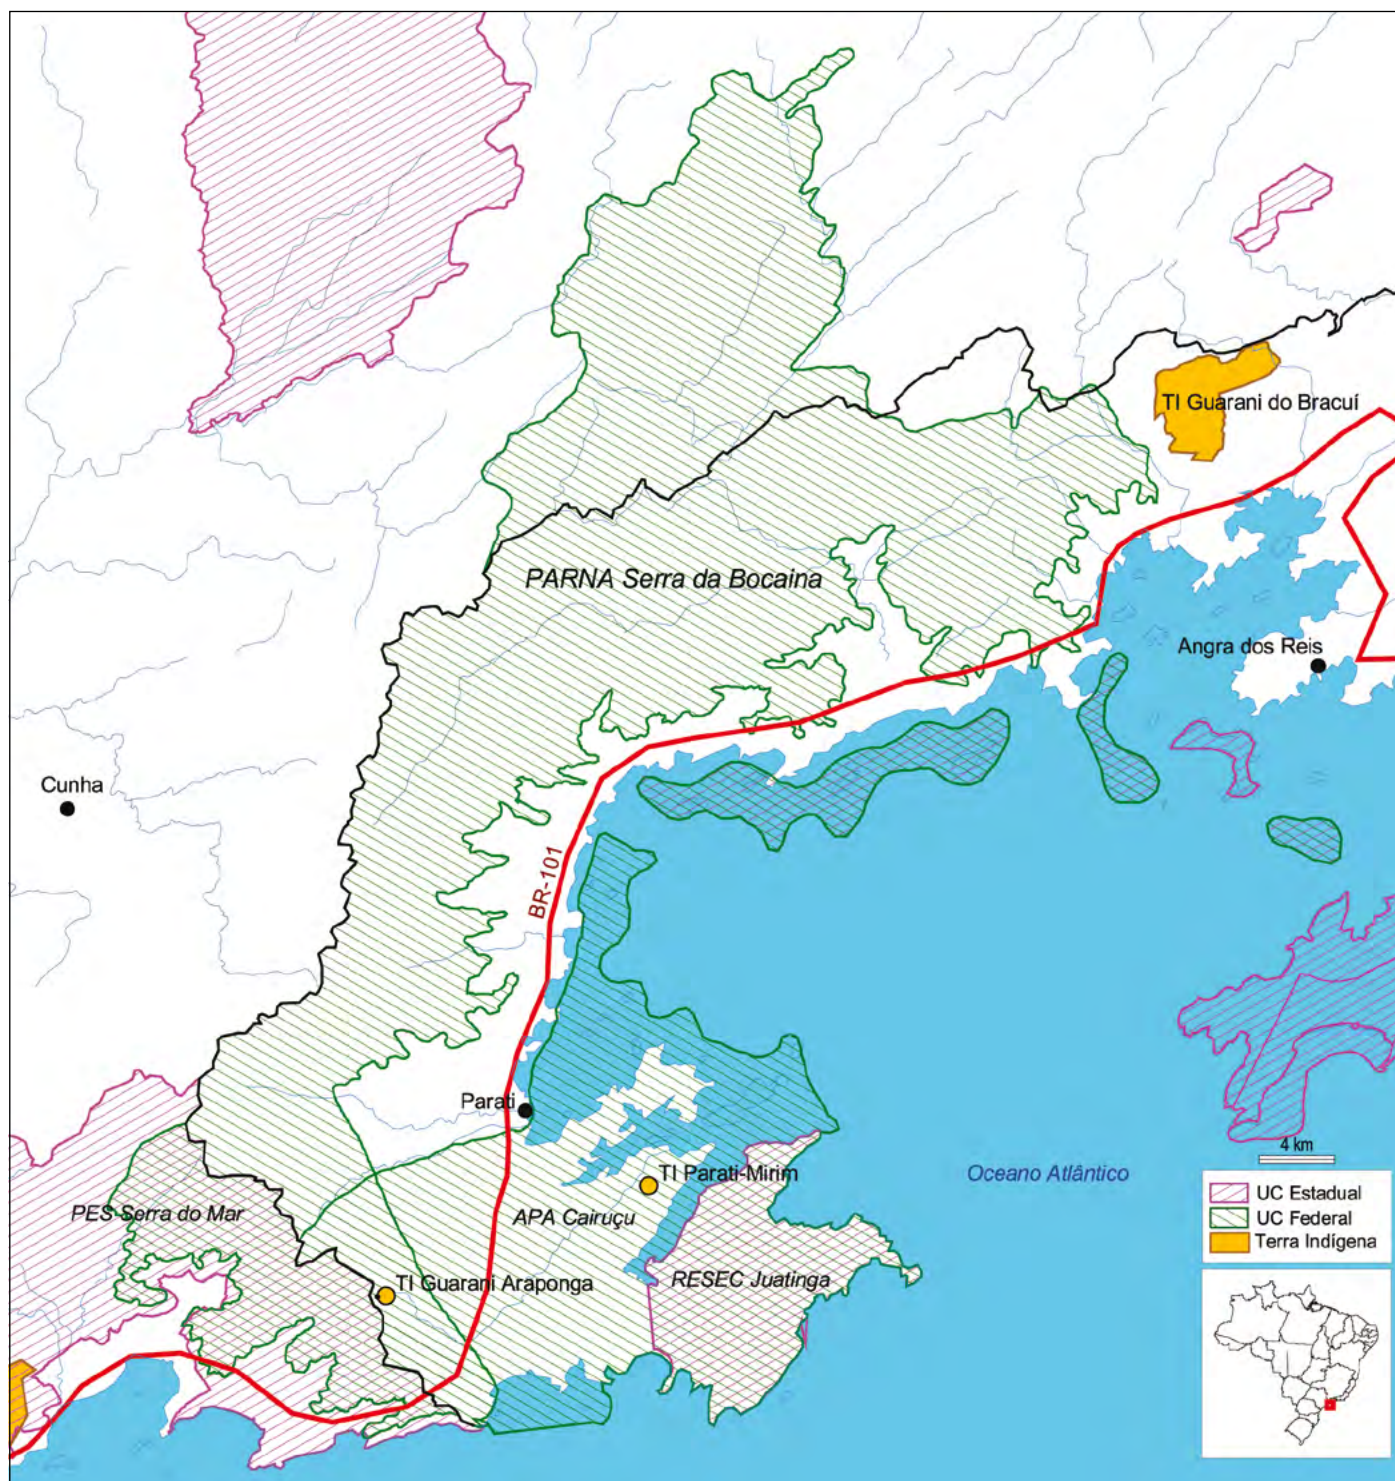 TI Guarani do Bracuí
PARNA Serra da Bocaina
Angra dos Reis
Cunha
BR-101
Parati
TI Parati-Mirim
Oceano Atlântico
PES Serra do Mar
APA Cairuçu
TI Guarani Araponga
RESEC Juatinga
4 km
UC Estadual
UC Federal
Terra Indígena